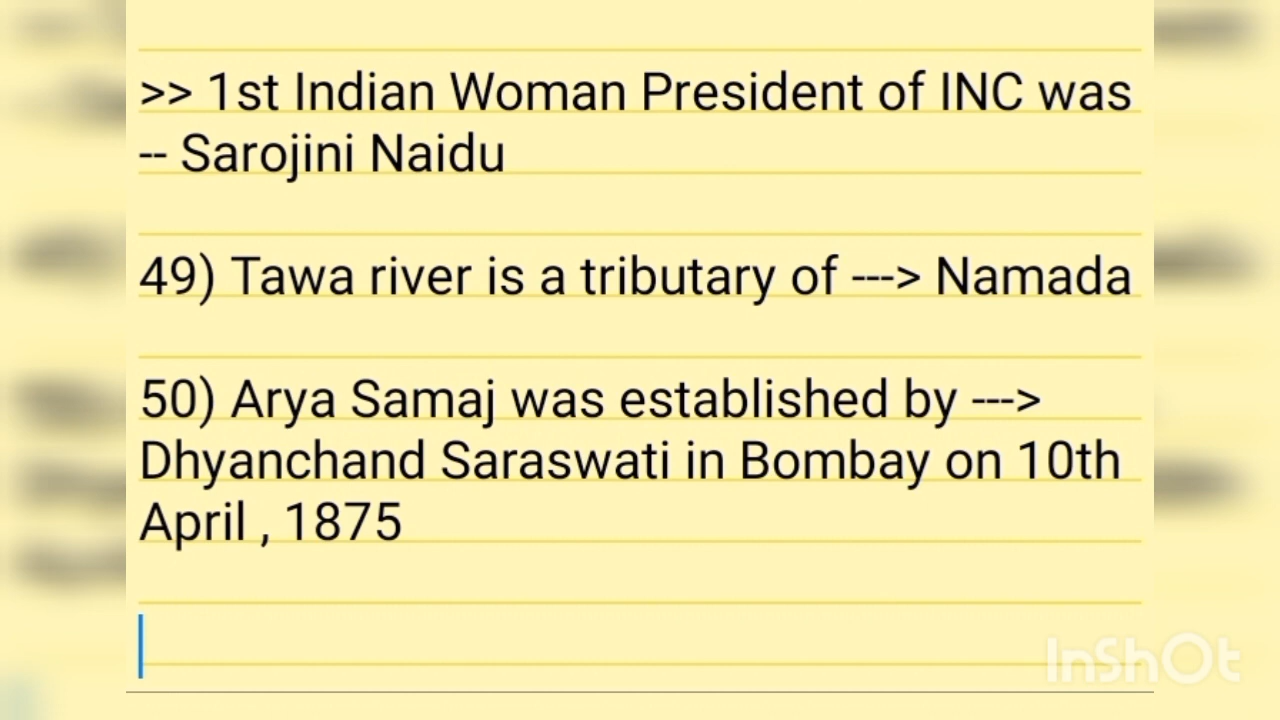 >> 1st Indian Woman President of INC was
-- Sarojini Naidu
49) Tawa river is a tributary of ---> Namada
50) Arya Samaj was established by --->
Dhyanchand Saraswati in Bombay on 10th
April , 1875
InShOt